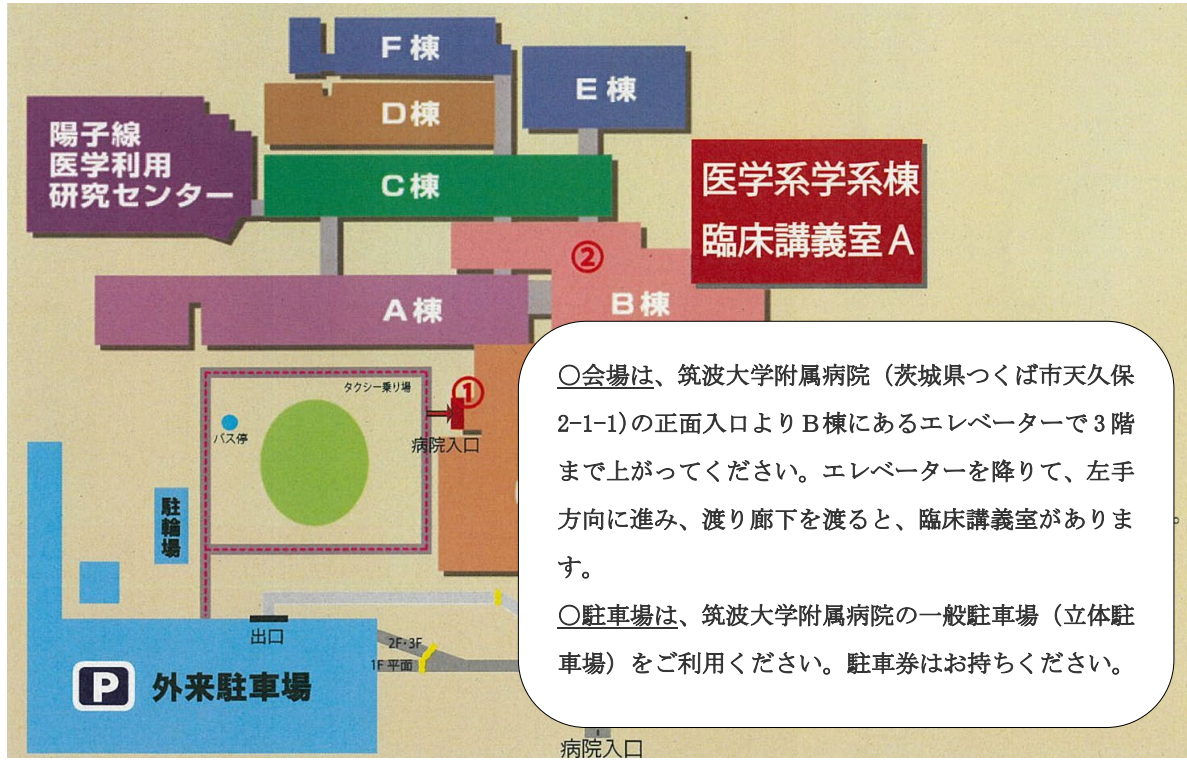 F棟
E棟
D棟
陽子線
医学利用
研究センター
C棟
医学系学系棟
臨床講義室A
②
A棟
B棟
タクシー乗り場
①
バス停
病院入口
駐輪場
出口
2F・3F
1F 平面
P 外来駐車場
〇会場は、筑波大学附属病院（茨城県つくば市天久保
2-1-1)の正面入口よりB棟にあるエレベーターで3階
まで上がってください。エレベーターを降りて、左手
方向に進み、渡り廊下を渡ると、臨床講義室がありま
す。
〇駐車場は、筑波大学附属病院の一般駐車場（立体駐
車場）をご利用ください。駐車券はお持ちください。
。
病院入口